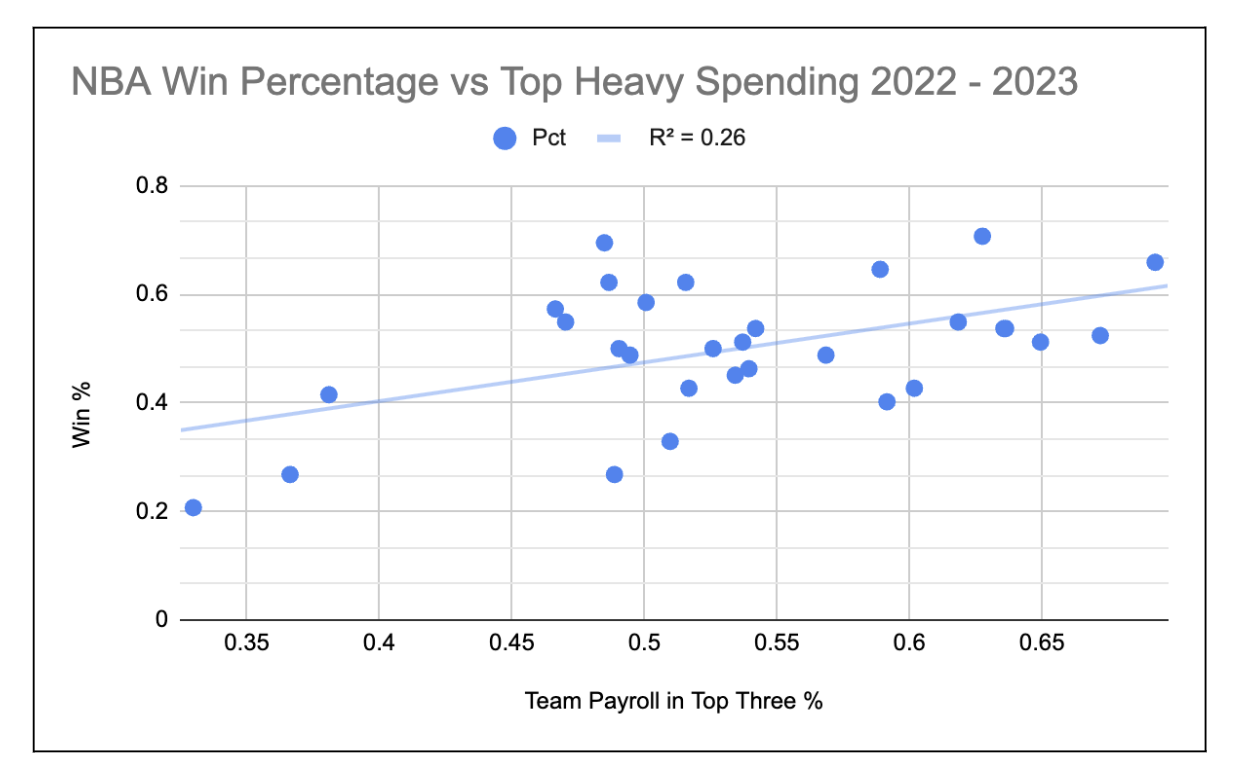 NBA Win Percentage vs Top Heavy Spending 2022 - 2023
Pct R² = 0.26
0.8
0.6
0.4
0.2
0
Win %
0.35 0.4 0.45 0.5 0.55 0.6 0.65
Team Payroll in Top Three %